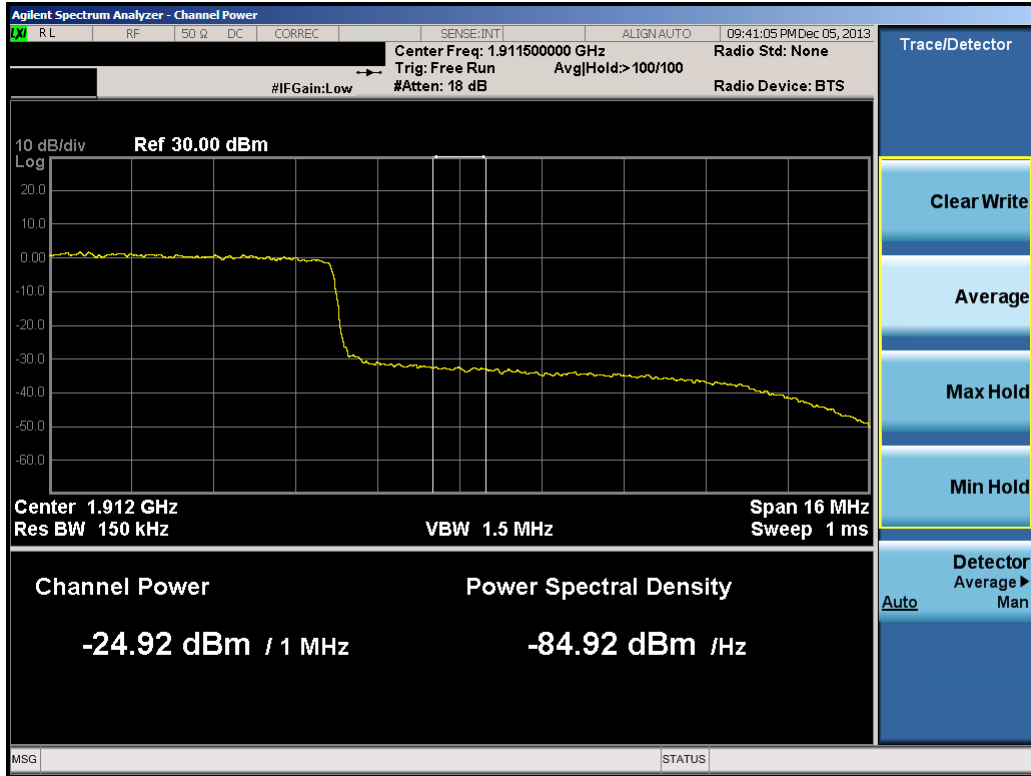 Agilent Spectrum Analyzer - Channel Power
LXI RL RF 50 Ω DC CORREC SENSE:INT ALIGN AUTO 09:41:05 PM Dec 05, 2013
Center Freq: 1.911500000 GHz Radio Std: None
Trig: Free Run Avg|Hold:> 100/100
#IFGain:Low #Atten: 18 dB Radio Device: BTS
10 dB/div Ref 30.00 dBm
Log
20.0
10.0
0.00
-10.0
-20.0
-30.0
-40.0
-50.0
-60.0
Center 1.912 GHz Span 16 MHz
Res BW 150 kHz VBW 1.5 MHz Sweep 1 ms
Channel Power Power Spectral Density
-24.92 dBm / 1 MHz -84.92 dBm /Hz
MSG STATUS
Trace/Detector
Clear Write
Average
Max Hold
Min Hold
Detector
Average▶
Auto Man